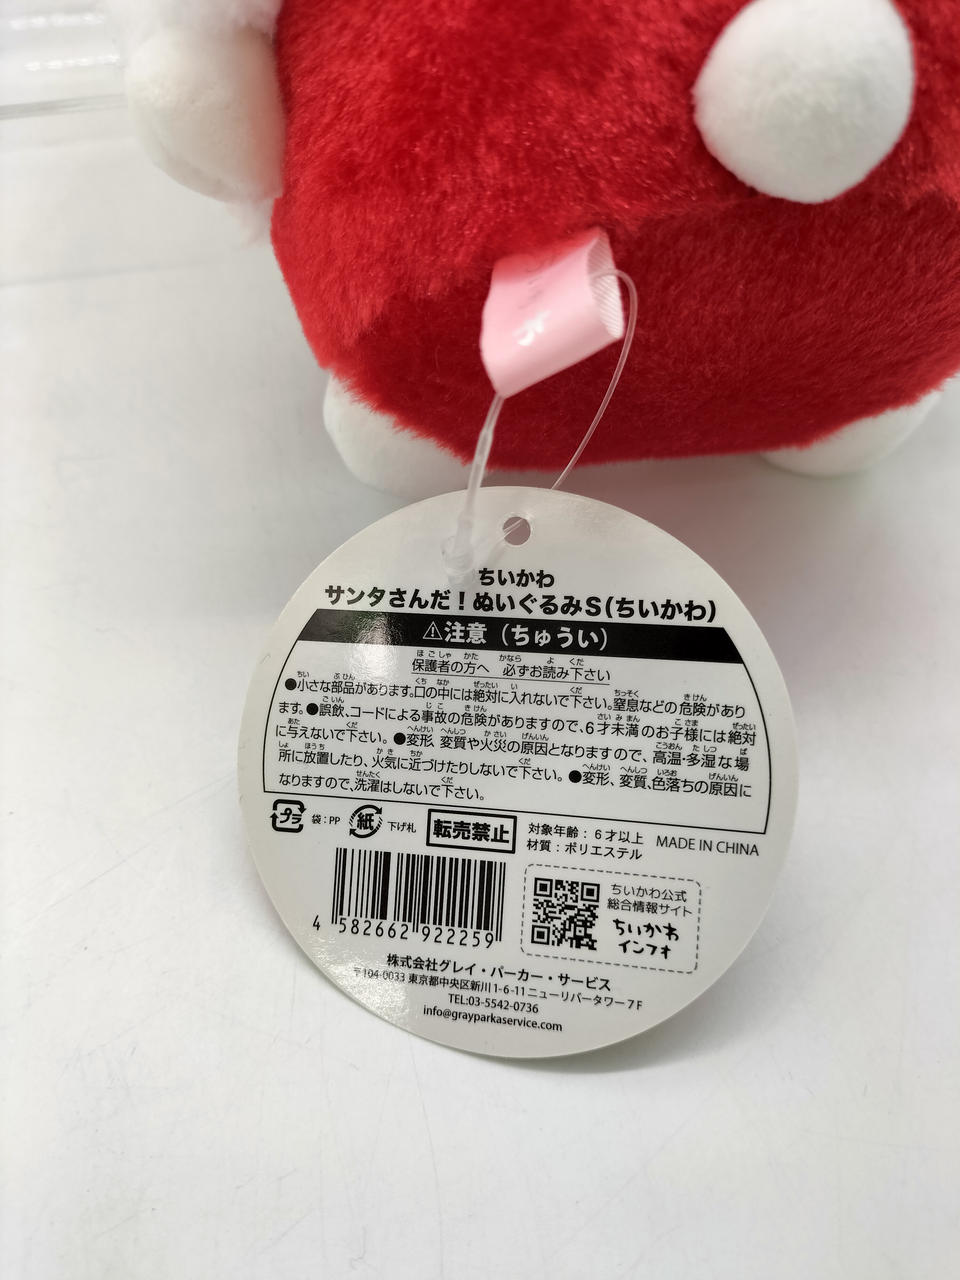 ちいかわ
サンタさんだ！ぬいぐるみS(ちいかわ)
⚠注意（ちゅうい）
保護者の方へ 必ずお読み下さい
●小さな部品があります。口の中には絶対に入れないで下さい。窒息などの危険があり
ます。●誤飲、コードによる事故の危険がありますので、6才未満のお子様には絶対
に与えないで下さい。●変形、変質や火災の原因となりますので、高温・多湿な場
所に放置したり、火気に近づけたりしないで下さい。●変形、変質、色落ちの原因に
なりますので、洗濯はしないで下さい。
プラ 袋：PP 紙 下げ札 転売禁止 対象年齢：6才以上
材質：ポリエステル MADE IN CHINA
4 582662 922259
ちいかわ公式
総合情報サイト
ちいかわ
インフォ
株式会社グレイ・パーカー・サービス
〒104-0033 東京都中央区新川1-6-11ニューリバータワー7F
TEL:03-5542-0736
info@grayparkaservice.com